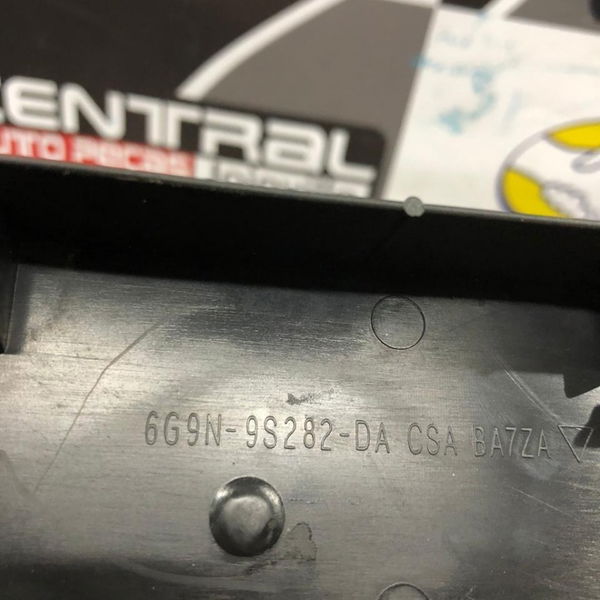 CENTRAL
AUTO PEÇAS
6G9N-9S282-DA CSA BA7ZA